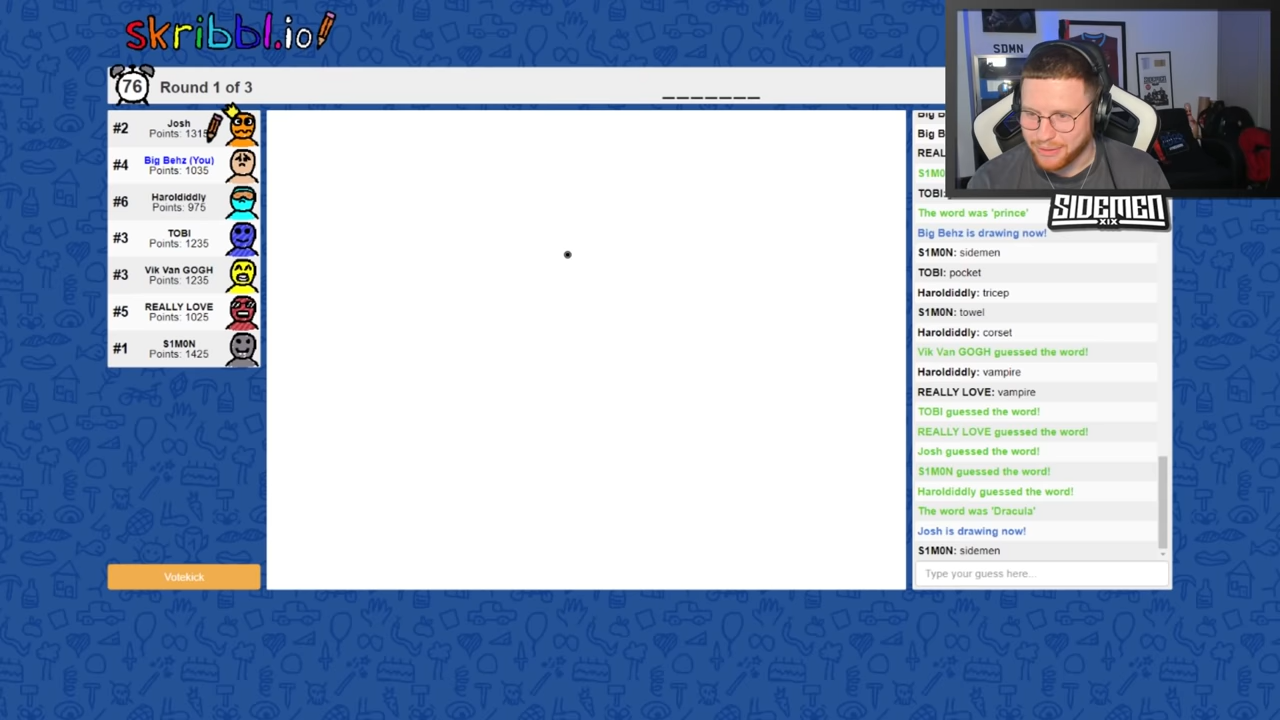 skribbl.io!
SDMN
76
Round 1 of 3
_______
#2
Josh
Points: 1315
#4
Big Behz (You)
Points: 1035
#6
Haroldiddly
Points: 975
#3
TOBI
Points: 1235
#3
Vik Van GOGH
Points: 1235
#5
REALLY LOVE
Points: 1025
#1
S1M0N
Points: 1425
Votekick
Big B
REAL
S1M0
TOBI:
The word was 'prince'
SIDEMEN
XIX
Big Behz is drawing now!
S1M0N: sidemen
TOBI: pocket
Haroldiddly: tricep
S1M0N: towel
Haroldiddly: corset
Vik Van GOGH guessed the word!
Haroldiddly: vampire
REALLY LOVE: vampire
TOBI guessed the word!
REALLY LOVE guessed the word!
Josh guessed the word!
S1M0N guessed the word!
Haroldiddly guessed the word!
The word was 'Dracula'
Josh is drawing now!
S1M0N: sidemen
Type your guess here...